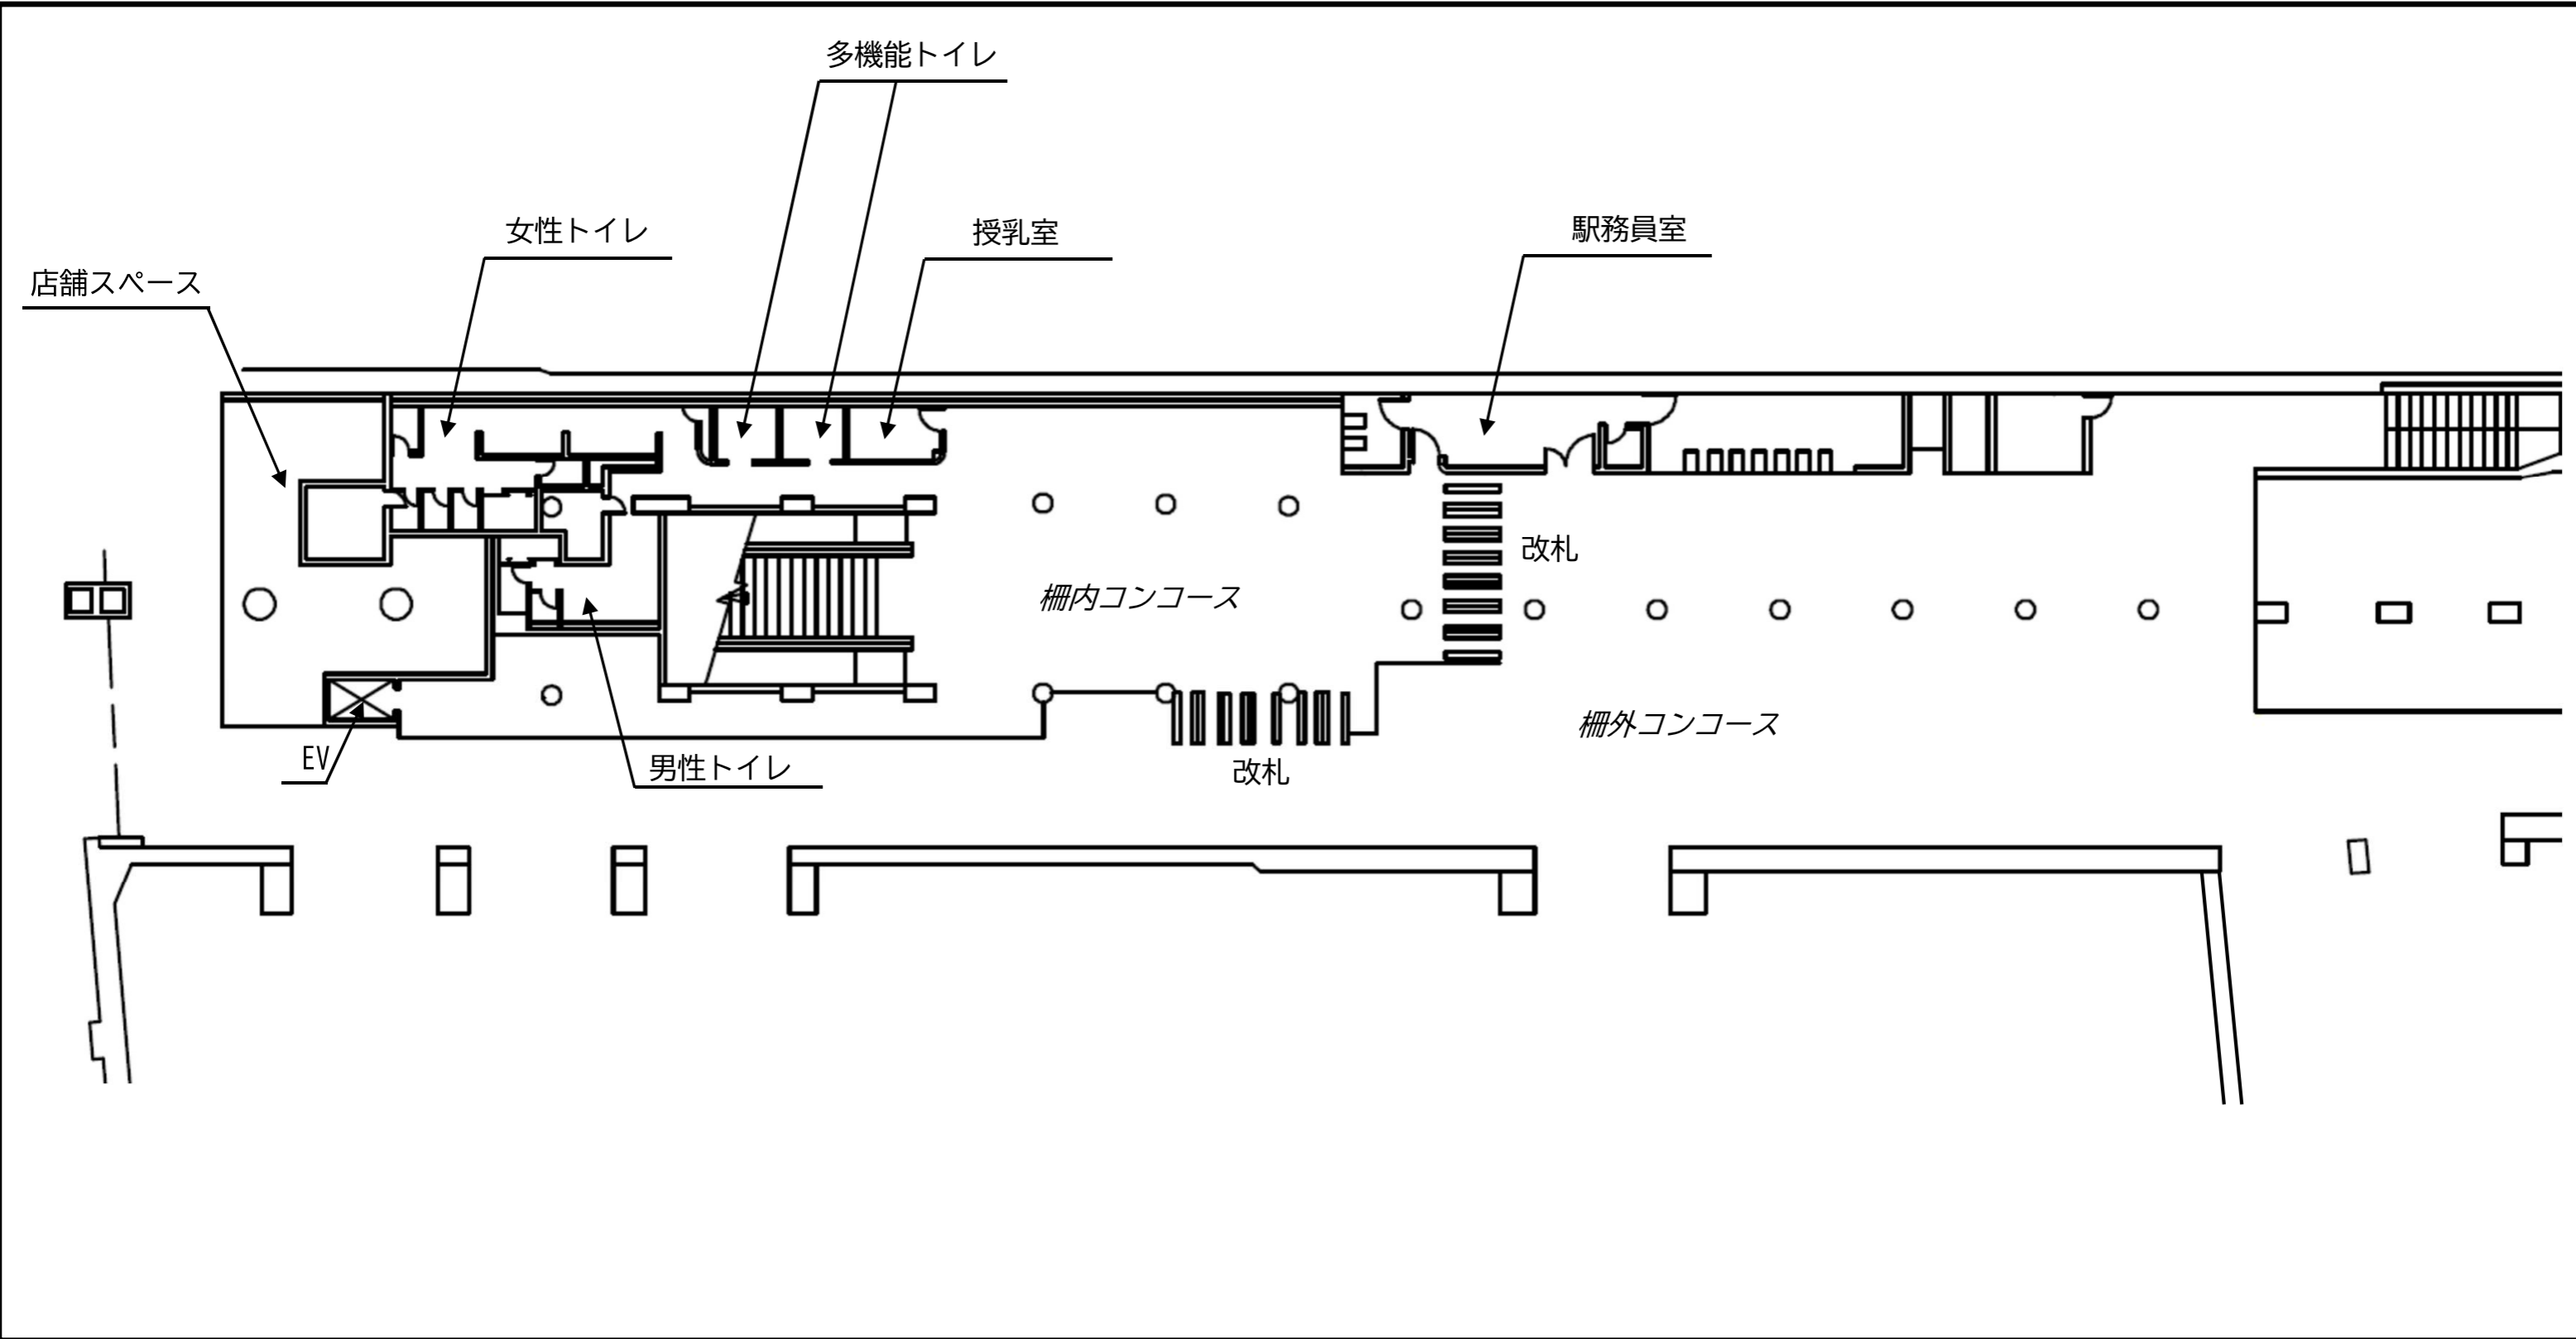 多機能トイレ
女性トイレ
授乳室
駅務員室
店舗スペース
改札
柵内コンコース
柵外コンコース
EV
男性トイレ
改札